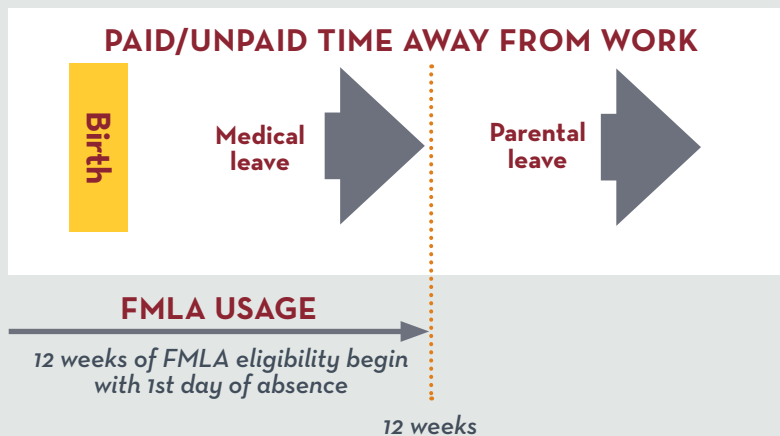 PAID/UNPAID TIME AWAY FROM WORK
Birth
Medical
leave
Parental
leave
FMLA USAGE
12 weeks of FMLA eligibility begin
with 1st day of absence
12 weeks